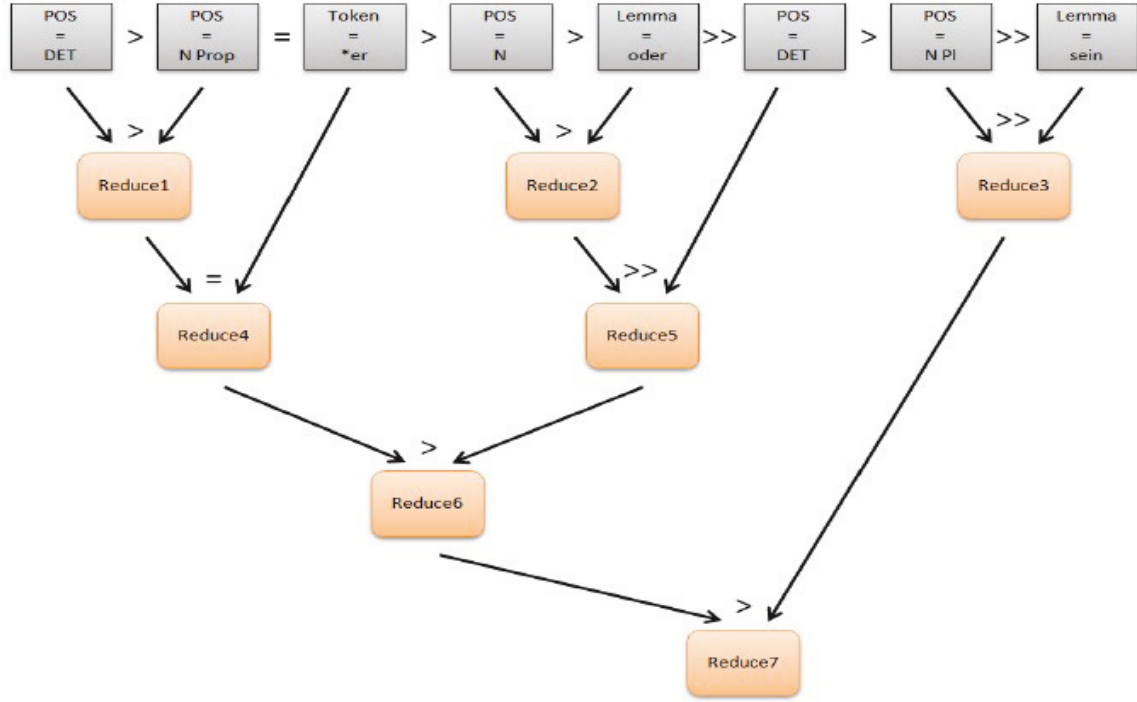 POS = DET > POS = N Prop = Token = *er > POS = N > Lemma = oder >> POS = DET > POS = N Pl >> Lemma = sein
> > >>
Reduce1 Reduce2 Reduce3
= >>
Reduce4 Reduce5
>
Reduce6
>
Reduce7